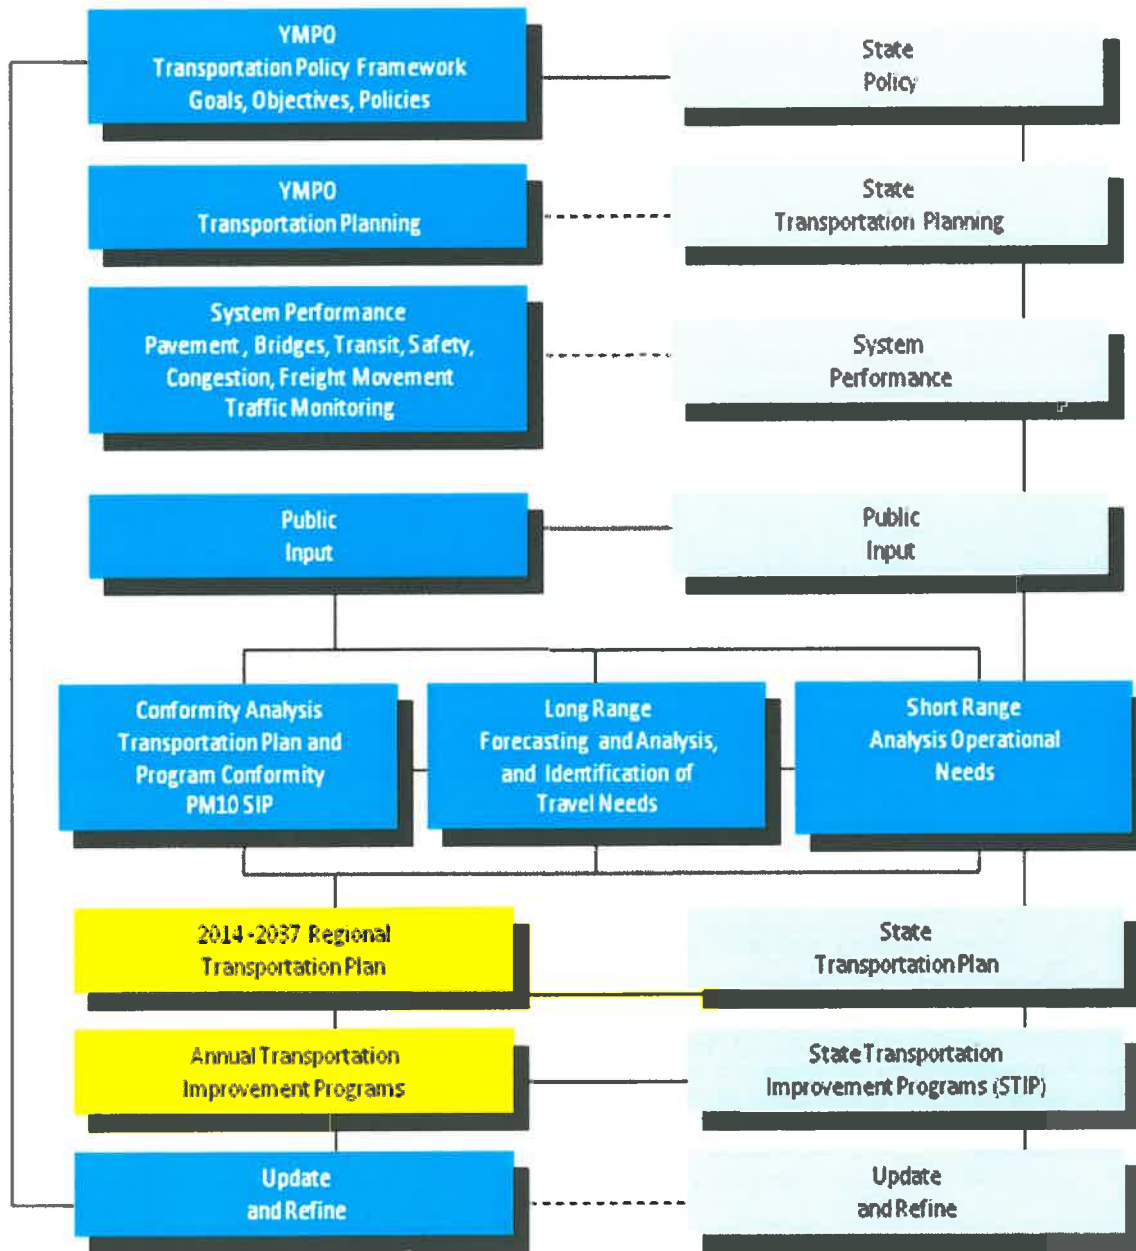 YMPO
Transportation Policy Framework
Goals, Objectives, Policies
State
Policy
YMPO
Transportation Planning
State
Transportation Planning
System Performance
Pavement, Bridges, Transit, Safety,
Congestion, Freight Movement
Traffic Monitoring
System
Performance
Public
Input
Public
Input
Conformity Analysis
Transportation Plan and
Program Conformity
PM10 SIP
Long Range
Forecasting and Analysis,
and Identification of
Travel Needs
Short Range
Analysis Operational
Needs
2014-2037 Regional
Transportation Plan
State
Transportation Plan
Annual Transportation
Improvement Programs
State Transportation
Improvement Programs (STIP)
Update
and Refine
Update
and Refine